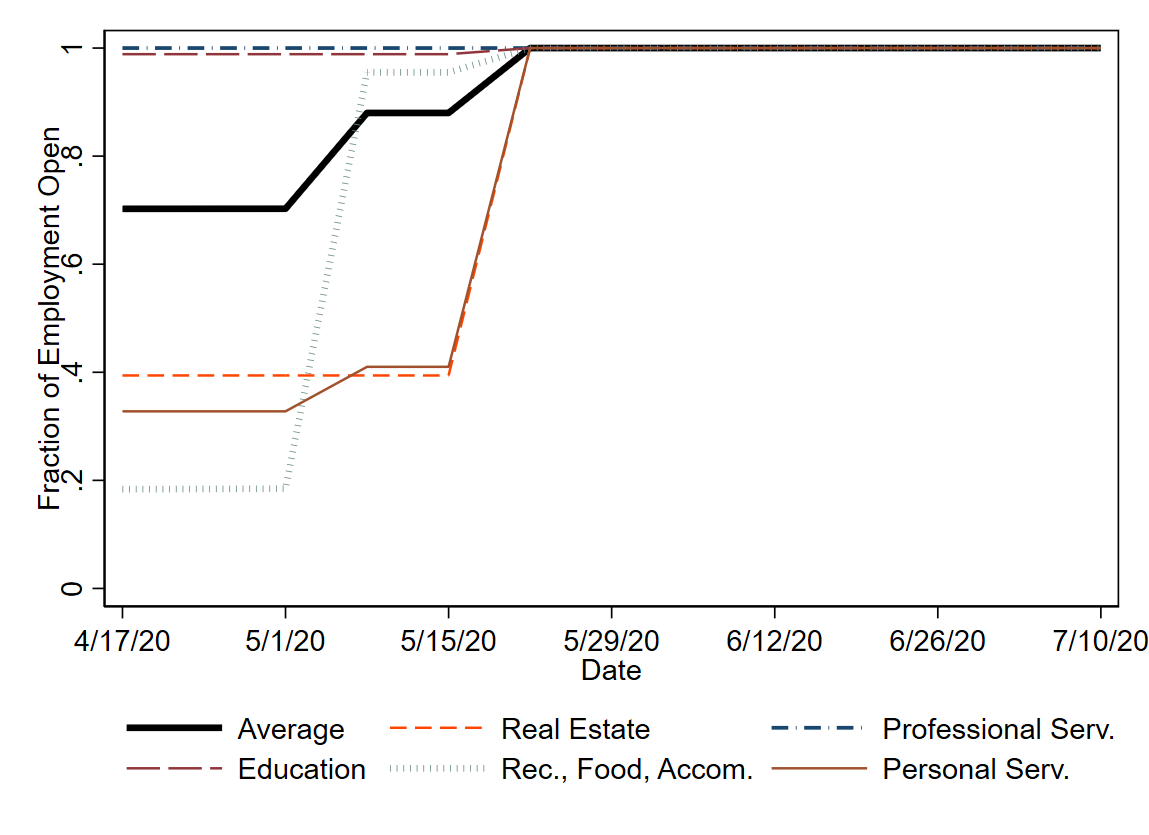 Fraction of Employment Open
1
.8
.6
.4
.2
0
4/17/20 5/1/20 5/15/20 5/29/20 6/12/20 6/26/20 7/10/20
Date
Average Real Estate Professional Serv.
Education Rec., Food, Accom. Personal Serv.